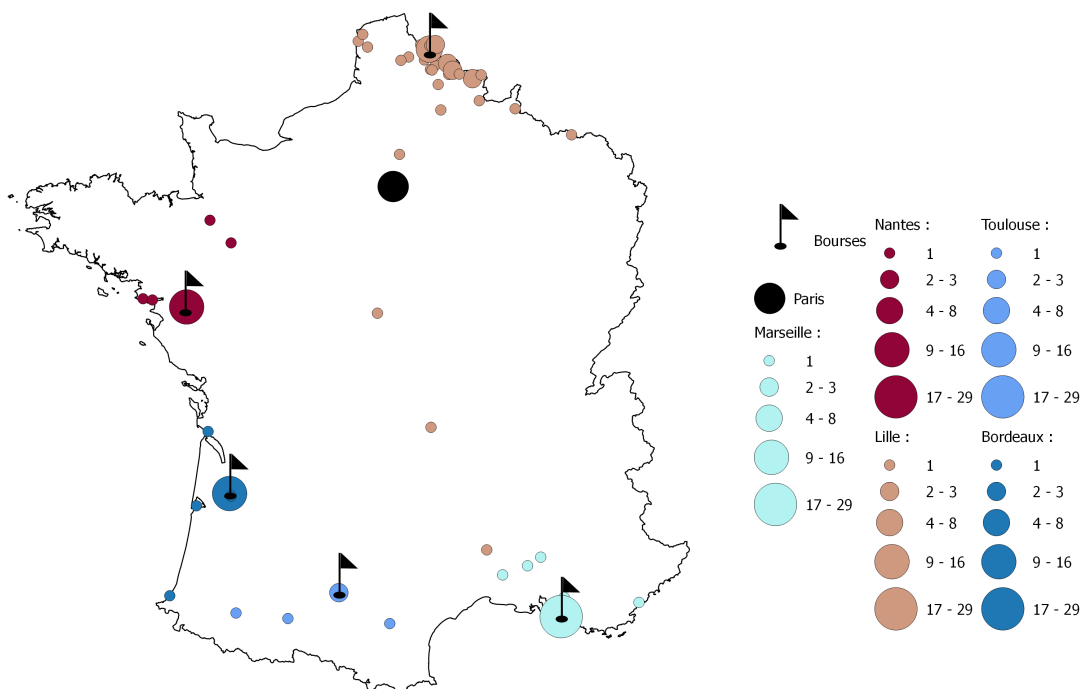 Bourses
Paris
Marseille :
1
2 - 3
4 - 8
9 - 16
17 - 29
Nantes :
1
2 - 3
4 - 8
9 - 16
17 - 29
Lille :
1
2 - 3
4 - 8
9 - 16
17 - 29
Toulouse :
1
2 - 3
4 - 8
9 - 16
17 - 29
Bordeaux :
1
2 - 3
4 - 8
9 - 16
17 - 29